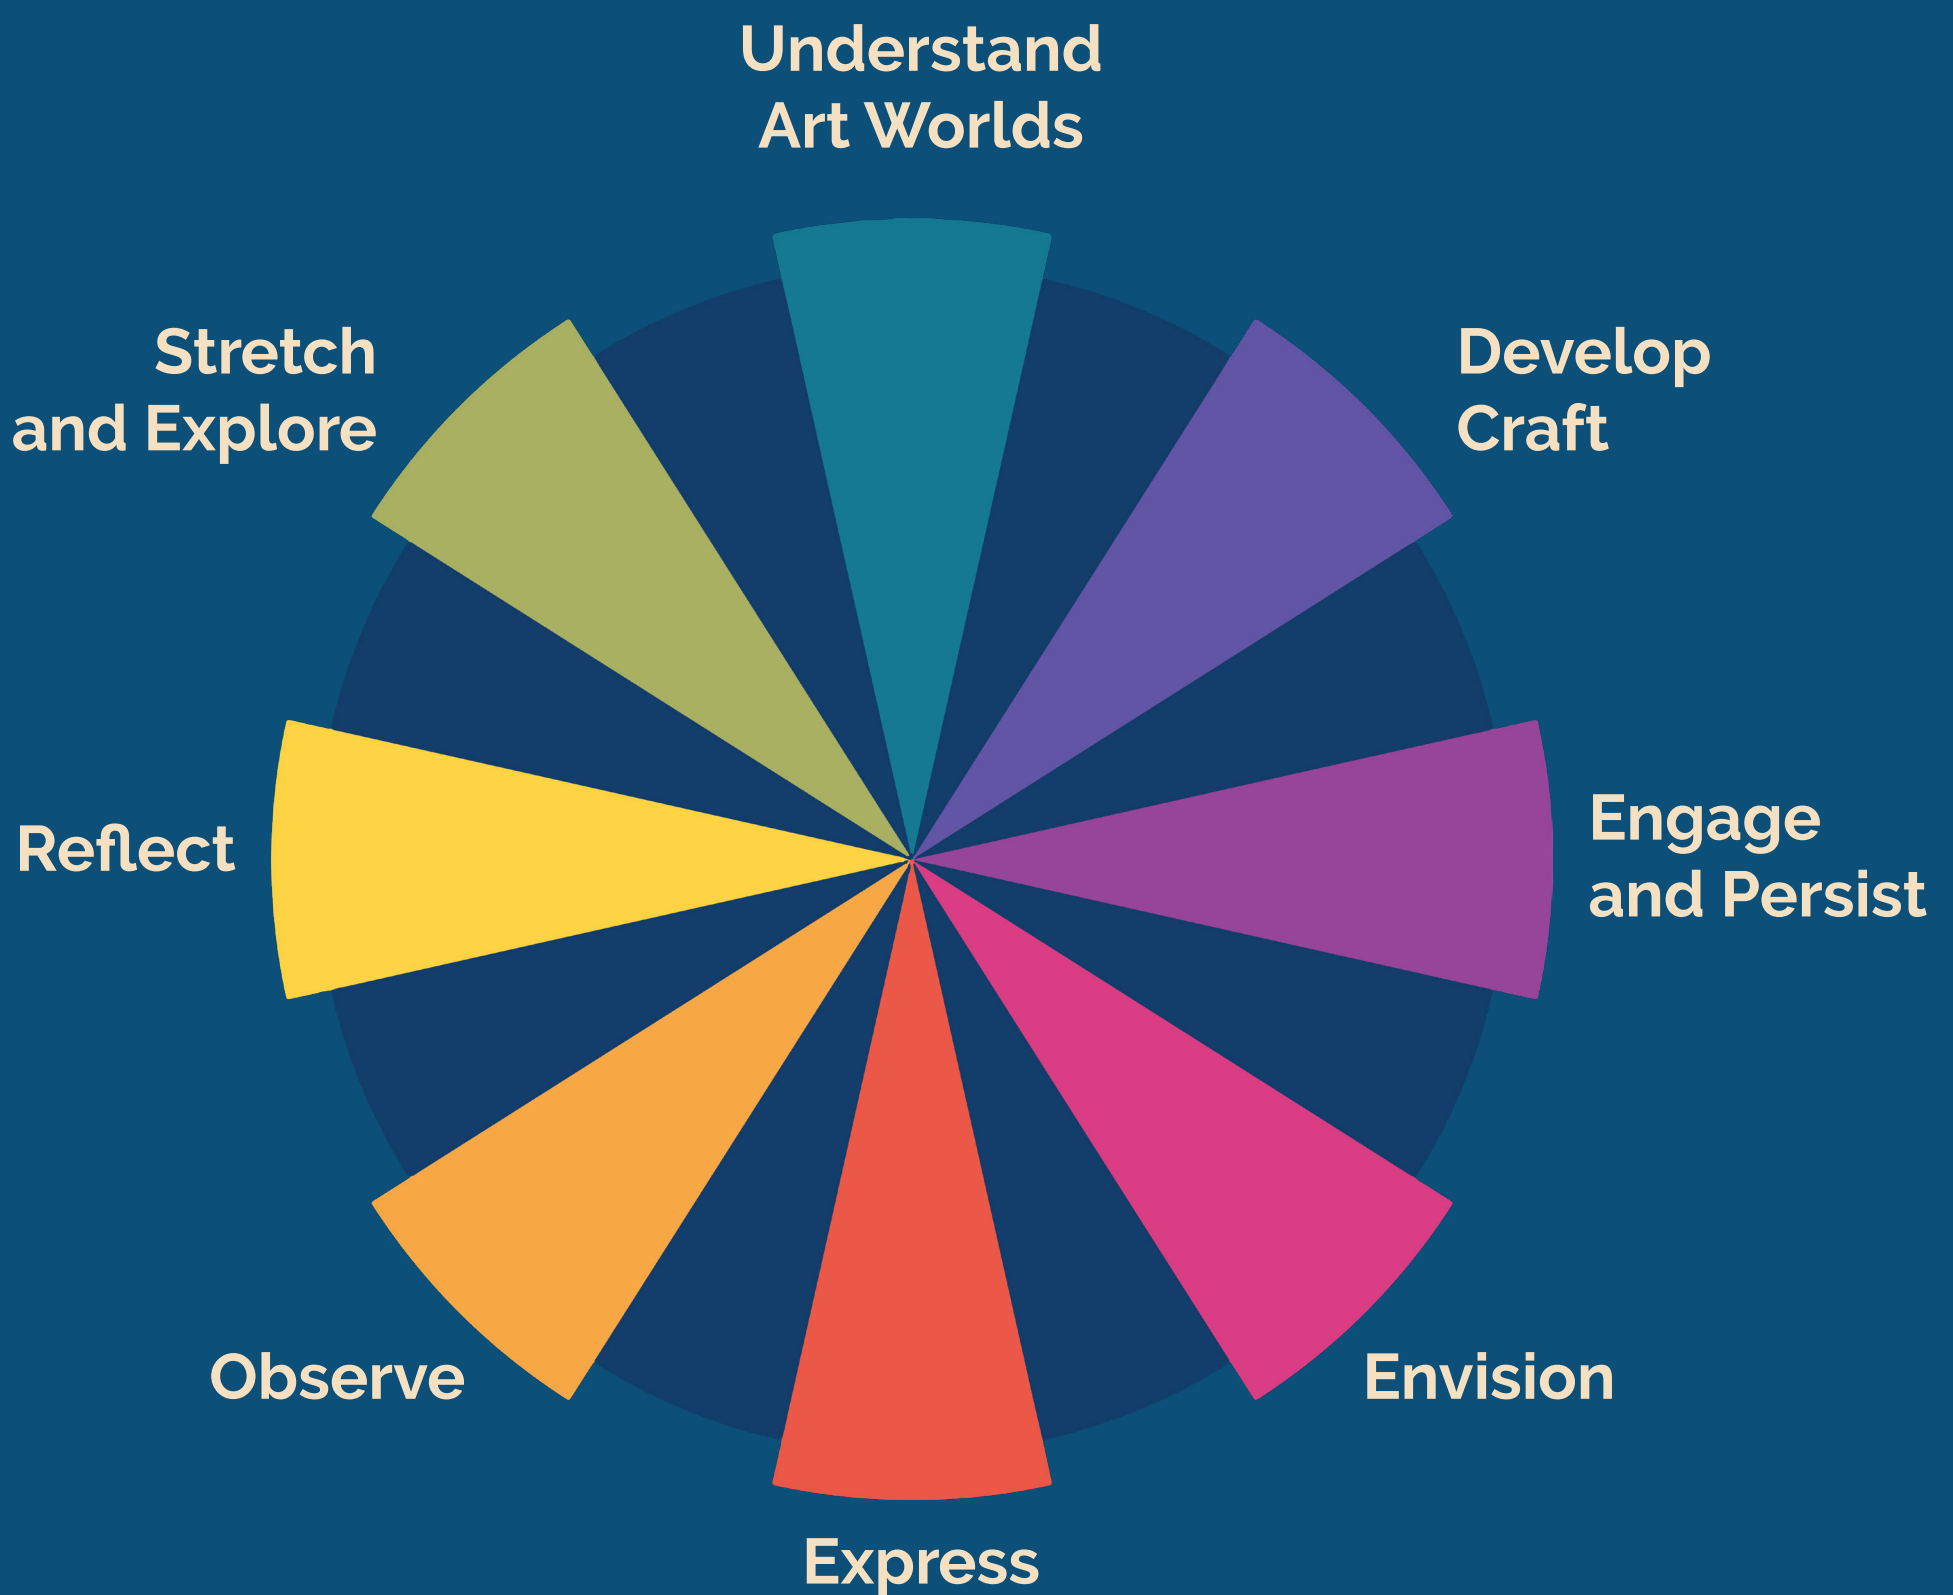 Understand
Art Worlds
Stretch
and Explore
Develop
Craft
Reflect
Engage
and Persist
Observe
Envision
Express